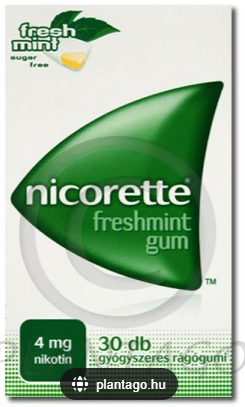 fresh
mint
sugar
free
nicorette®
freshmint
gum
™
4 mg
nikotin
30 db
gyógyszeres rágógumi
plantago.hu